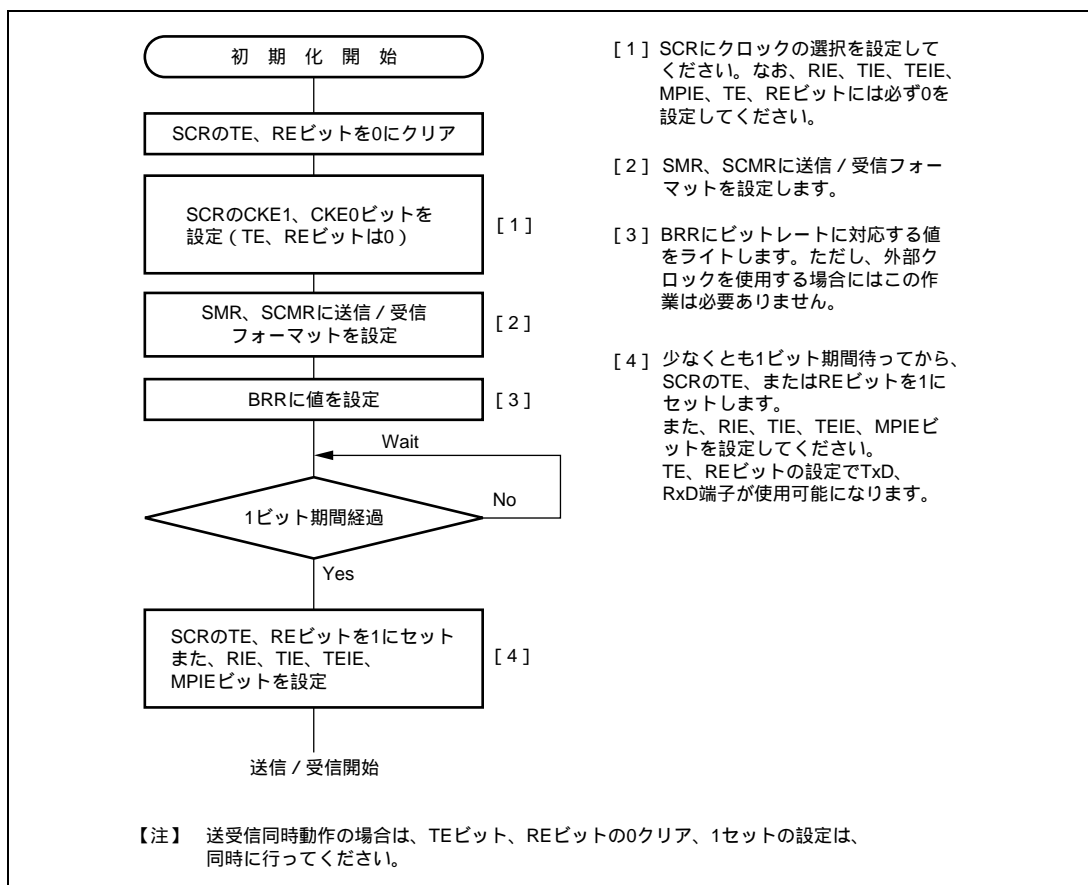 初 期 化 開 始
SCRのTE、REビットを0にクリア
SCRのCKE1、CKE0ビットを
設定（TE、REビットは0）
[ 1 ]
SMR、SCMRに送信 / 受信
フォーマットを設定
[ 2 ]
BRRに値を設定
[ 3 ]
Wait
1ビット期間経過
No
Yes
SCRのTE、REビットを1にセット
また、RIE、TIE、TEIE、
MPIEビットを設定
[ 4 ]
送信 / 受信開始
[ 1 ] SCRにクロックの選択を設定して
ください。なお、RIE、TIE、TEIE、
MPIE、TE、REビットには必ず0を
設定してください。
[ 2 ] SMR、SCMRに送信 / 受信フォー
マットを設定します。
[ 3 ] BRRにビットレートに対応する値
をライトします。ただし、外部ク
ロックを使用する場合にはこの作
業は必要ありません。
[ 4 ] 少なくとも1ビット期間待ってから、
SCRのTE、またはREビットを1に
セットします。
また、RIE、TIE、TEIE、MPIEビ
ットを設定してください。
TE、REビットの設定でTxD、
RxD端子が使用可能になります。
【注】 送受信同時動作の場合は、TEビット、REビットの0クリア、1セットの設定は、
同時に行ってください。